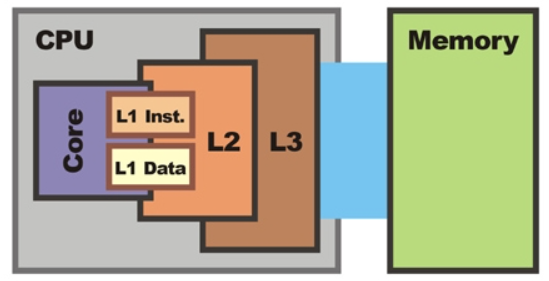 CPU
Memory
Core
L1 Inst.
L1 Data
L2
L3